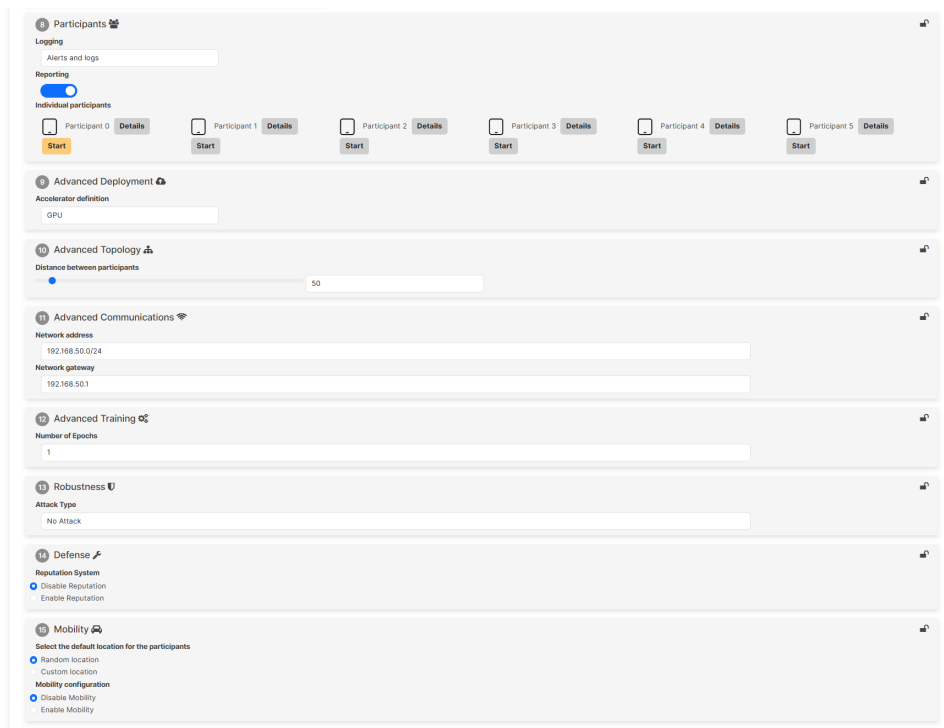 8 Participants
Logging
Alerts and logs
Reporting
Individual participants
Participant 0 Details Participant 1 Details Participant 2 Details Participant 3 Details Participant 4 Details Participant 5 Details
Start Start Start Start Start Start
9 Advanced Deployment
Accelerator definition
GPU
10 Advanced Topology
Distance between participants
50
11 Advanced Communications
Network address
192.168.50.0/24
Network gateway
192.168.50.1
12 Advanced Training
Number of Epochs
1
13 Robustness
Attack Type
No Attack
14 Defense
Reputation System
Disable Reputation
Enable Reputation
15 Mobility
Select the default location for the participants
Random location
Custom location
Mobility configuration
Disable Mobility
Enable Mobility